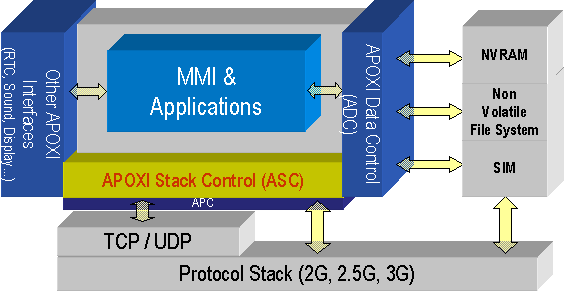 Other APOXI
Interfaces
(RTC, Sound, Display...)
MMI &
Applications
APOXI Data Control
(ADC)
NVRAM
Non
Volatile
File System
SIM
APOXI Stack Control (ASC)
APC
TCP / UDP
Protocol Stack (2G, 2.5G, 3G)